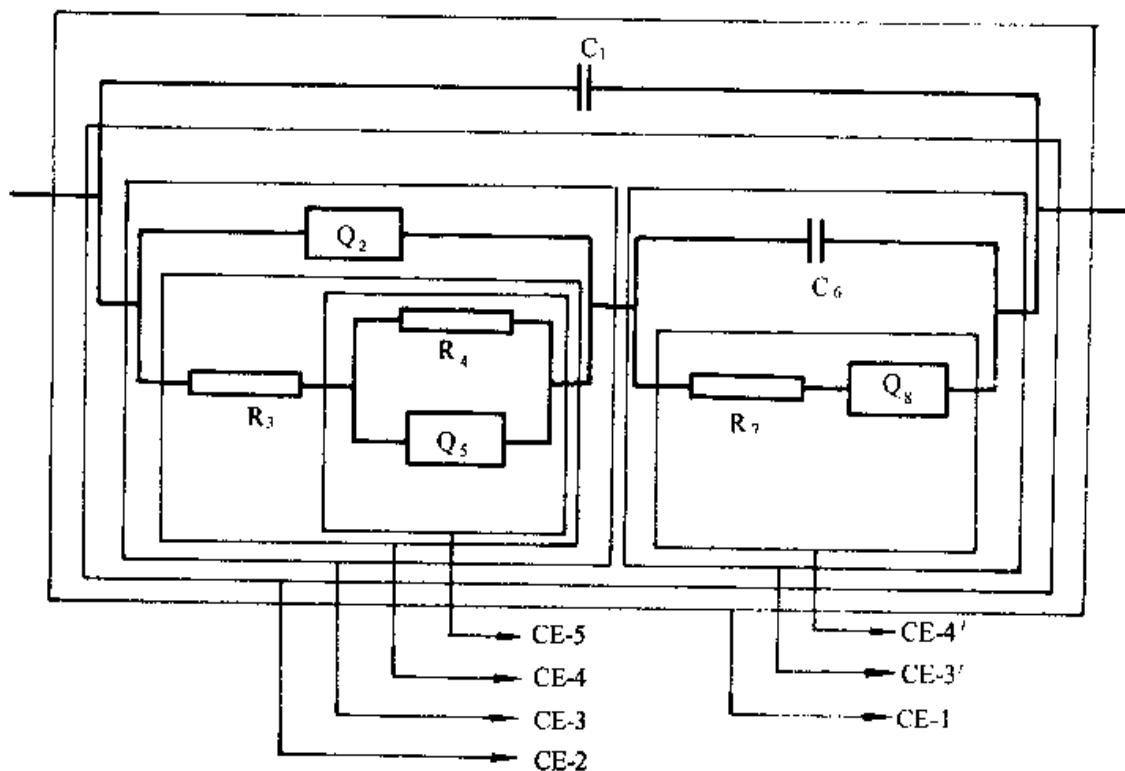 C₁
Q₂
C₆
R₄
R₃
Q₅
R₇
Q₈
CE-5
CE-4′
CE-4
CE-3′
CE-3
CE-1
CE-2